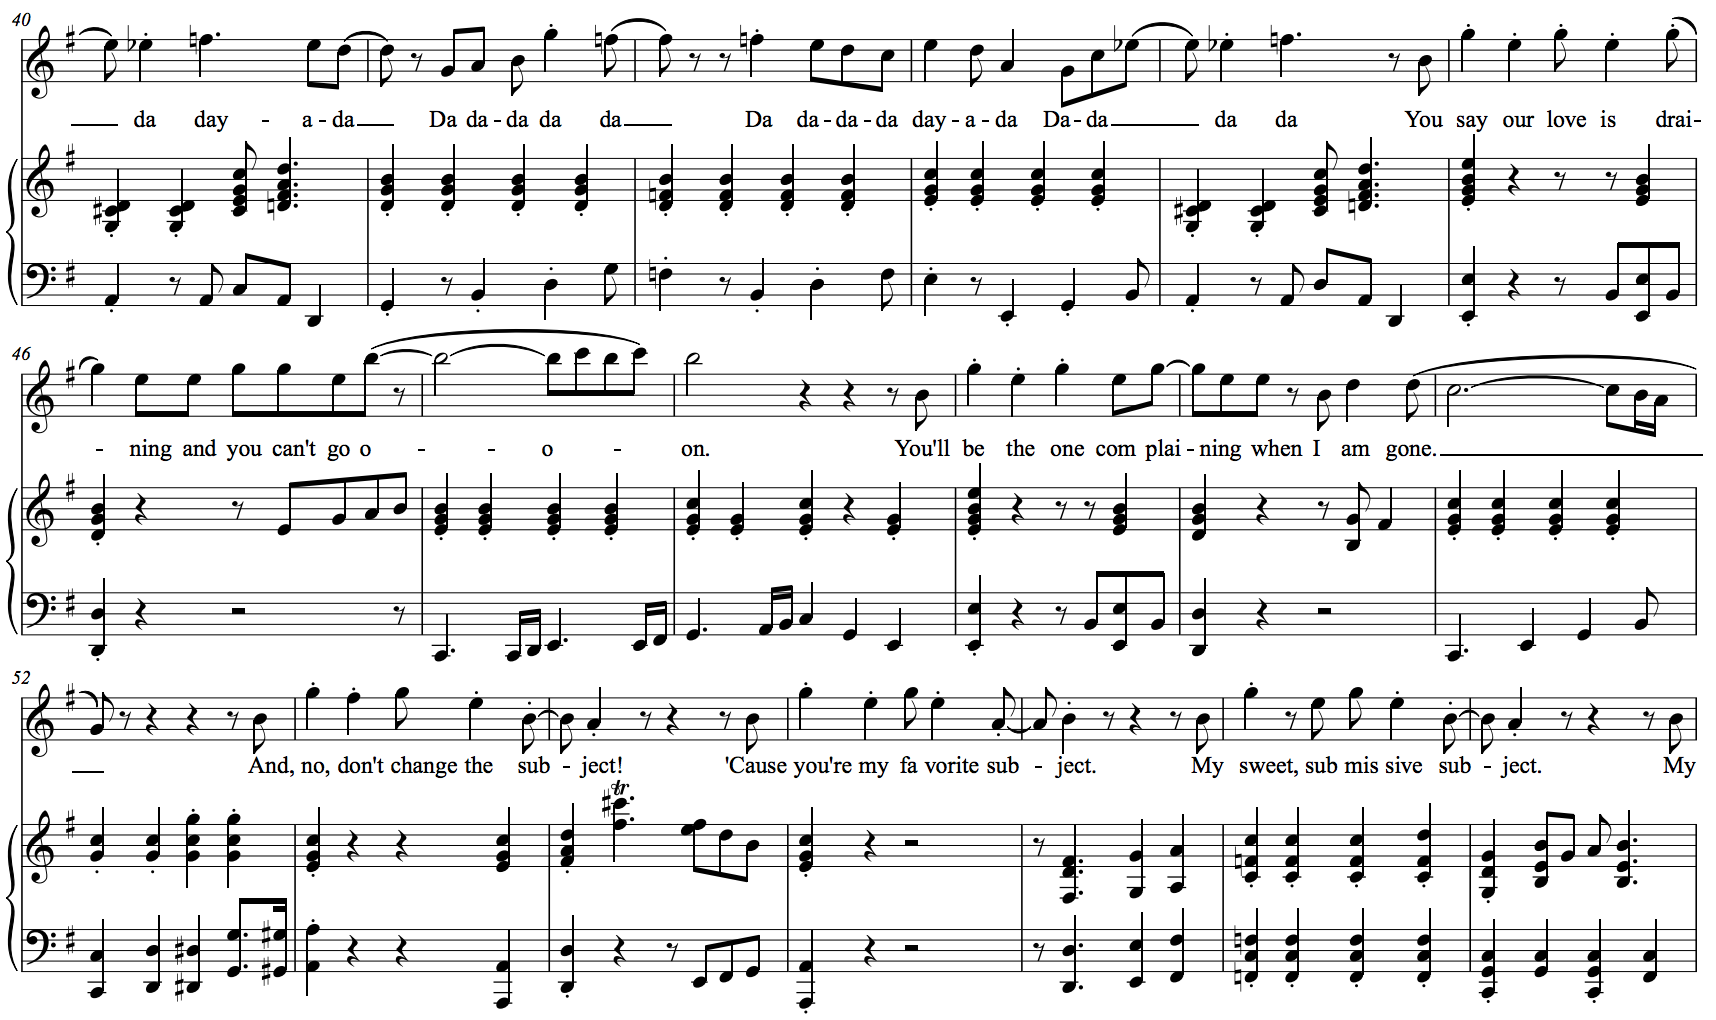 40
da day - a - da Da da - da da da Da da - da - da day - a - da Da - da da da You say our love is drai-
46
- ning and you can't go o - - o - on. You'll be the one com plai - ning when I am gone.
52
And, no, don't change the sub - ject! 'Cause you're my fa vorite sub - ject. My sweet, sub mis sive sub - ject. My
tr